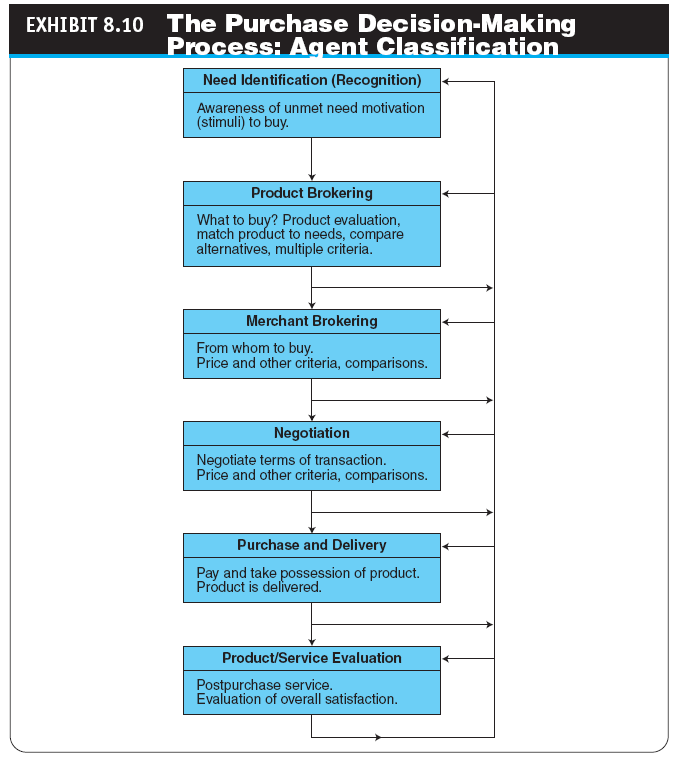 EXHIBIT 8.10 The Purchase Decision-Making
Process: Agent Classification
Need Identification (Recognition)
Awareness of unmet need motivation
(stimuli) to buy.
Product Brokering
What to buy? Product evaluation,
match product to needs, compare
alternatives, multiple criteria.
Merchant Brokering
From whom to buy.
Price and other criteria, comparisons.
Negotiation
Negotiate terms of transaction.
Price and other criteria, comparisons.
Purchase and Delivery
Pay and take possession of product.
Product is delivered.
Product/Service Evaluation
Postpurchase service.
Evaluation of overall satisfaction.